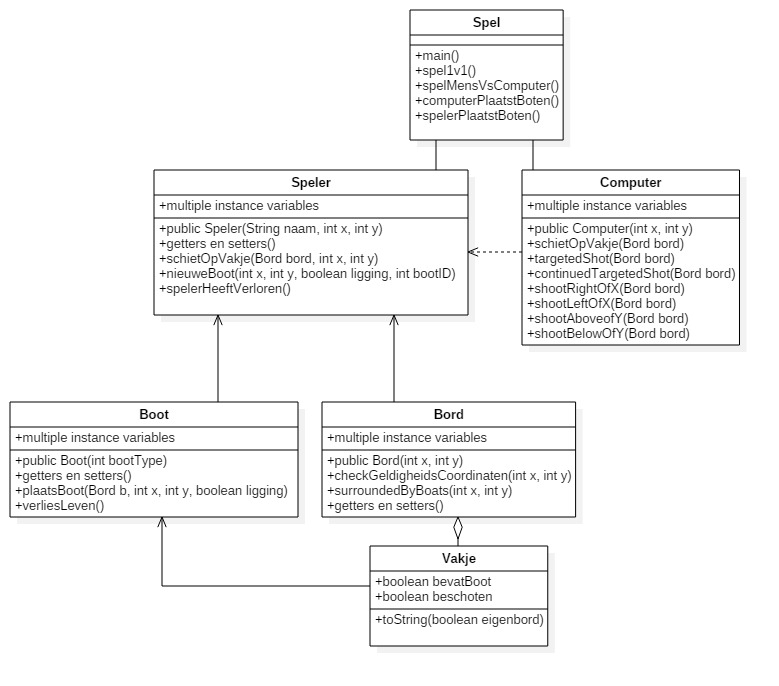 Spel
+main()
+spel1v1()
+spelMensVsComputer()
+computerPlaatstBoten()
+spelerPlaatstBoten()
Speler
+multiple instance variables
+public Speler(String naam, int x, int y)
+getters en setters()
+schietOpVakje(Bord bord, int x, int y)
+nieuweBoot(int x, int y, boolean ligging, int bootID)
+spelerHeeftVerloren()
Computer
+multiple instance variables
+public Computer(int x, int y)
+schietOpVakje(Bord bord)
+targetedShot(Bord bord)
+continuedTargetedShot(Bord bord)
+shootRightOfX(Bord bord)
+shootLeftOfX(Bord bord)
+shootAboveofY(Bord bord)
+shootBelowOfY(Bord bord)
Boot
+multiple instance variables
+public Boot(int bootType)
+getters en setters()
+plaatsBoot(Bord b, int x, int y, boolean ligging)
+verliesLeven()
Bord
+multiple instance variables
+public Bord(int x, int y)
+checkGeldigheidsCoordinaten(int x, int y)
+surroundedByBoats(int x, int y)
+getters en setters()
Vakje
+boolean bevatBoot
+boolean beschoten
+toString(boolean eigenbord)